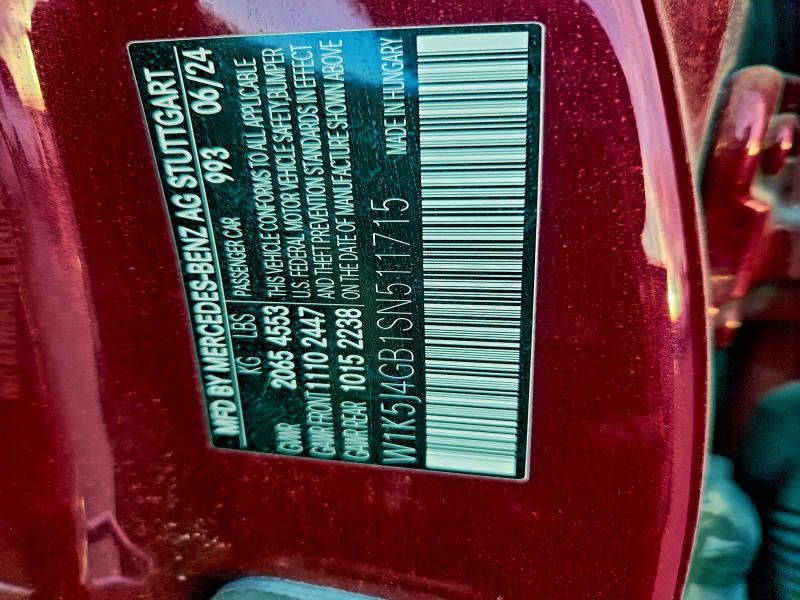 MFD BY MERCEDES-BENZ AG STUTTGART
KG LBS PASSENGER CAR 993 06/24
GVWR 2065 4553 THIS VEHICLE CONFORMS TO ALL APPLICABLE
U.S. FEDERAL MOTOR VEHICLE SAFETY, BUMPER
GAWR FRONT 1110 2447 AND THEFT PREVENTION STANDARDS IN EFFECT
GAWR REAR 1015 2238 ON THE DATE OF MANUFACTURE SHOWN ABOVE
W1K5J4GB1SN511715 MADE IN HUNGARY